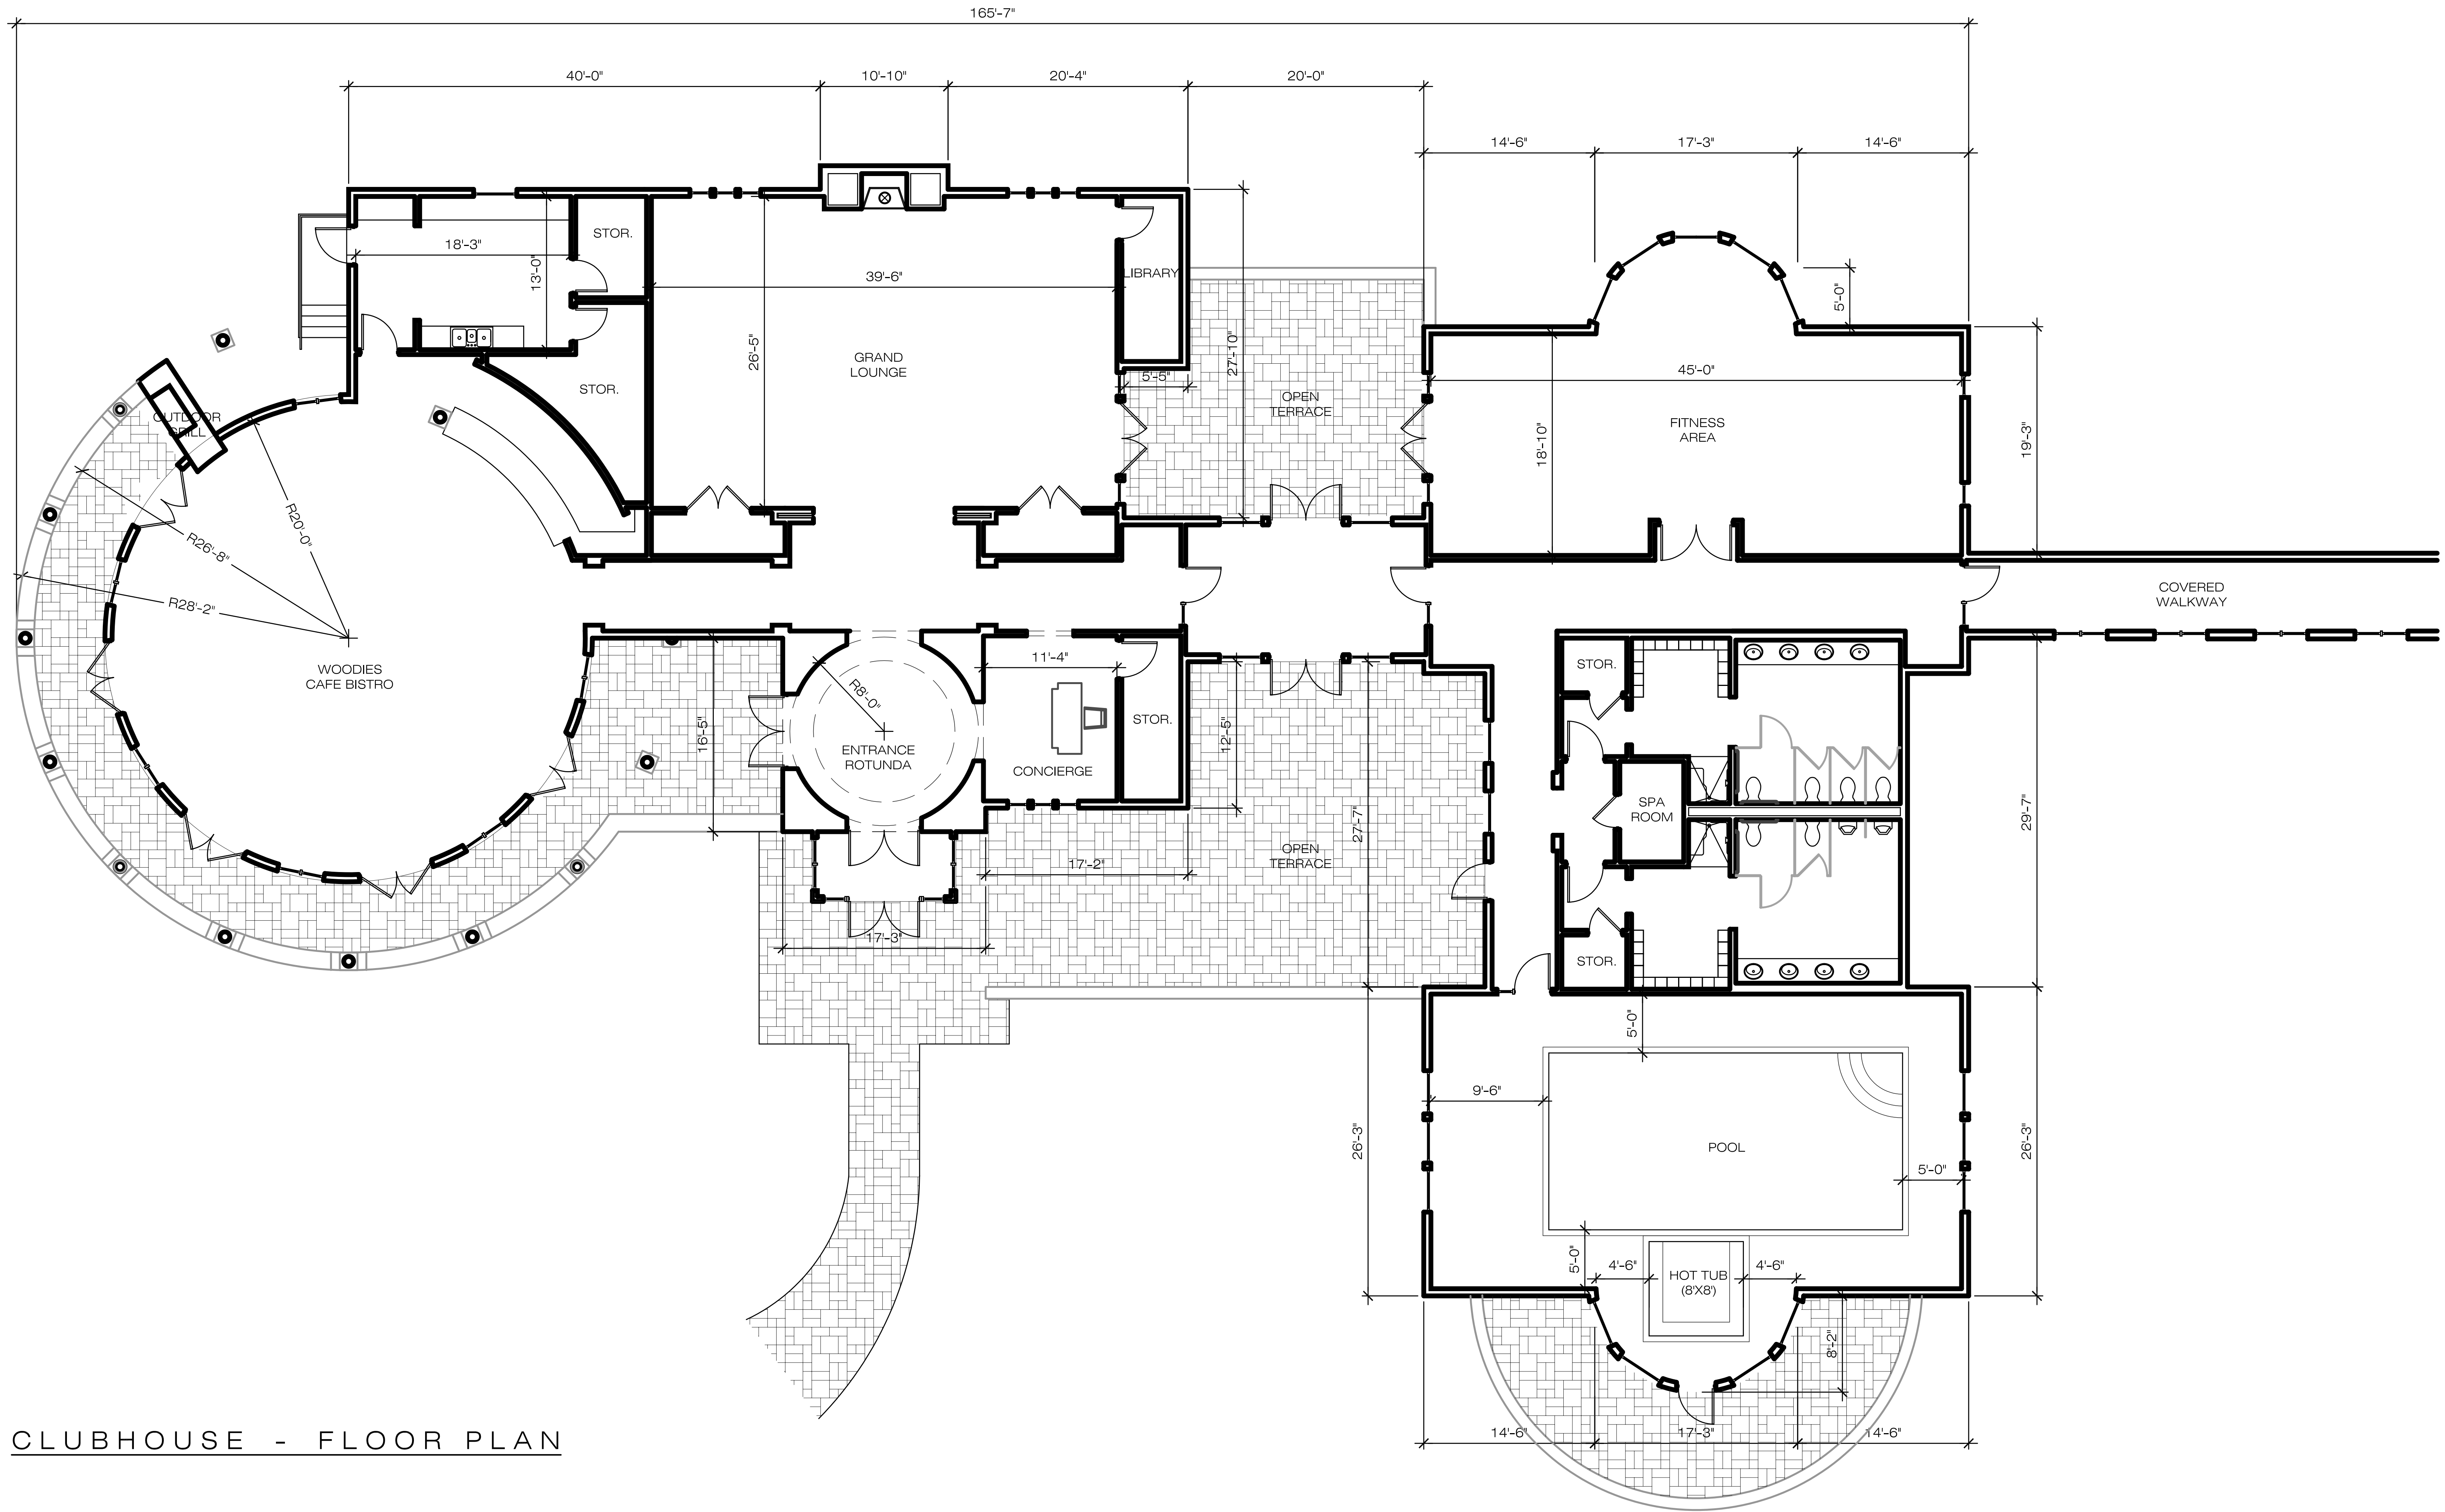 165'-7"
40'-0"
10'-10"
20'-4"
20'-0"
14'-6"
17'-3"
14'-6"
STOR.
18'-3"
13'-0"
LIBRARY
39'-6"
5'-0"
26'-5"
27'-10"
GRAND
LOUNGE
5'-5"
45'-0"
STOR.
OPEN
TERRACE
OUTDOOR
GRILL
FITNESS
AREA
18'-10"
19'-3"
R20'-0"
R26'-8"
R28'-2"
COVERED
WALKWAY
WOODIES
CAFE BISTRO
11'-4"
STOR.
R8'-0"
16'-5"
STOR.
12'-5"
ENTRANCE
ROTUNDA
CONCIERGE
SPA
ROOM
27'-7"
29'-7"
OPEN
TERRACE
17'-2"
17'-3"
STOR.
5'-0"
9'-6"
26'-3"
POOL
26'-3"
5'-0"
5'-0"
4'-6"
HOT TUB
(8'X8')
4'-6"
8'-2"
14'-6"
17'-3"
14'-6"
CLUBHOUSE - FLOOR PLAN